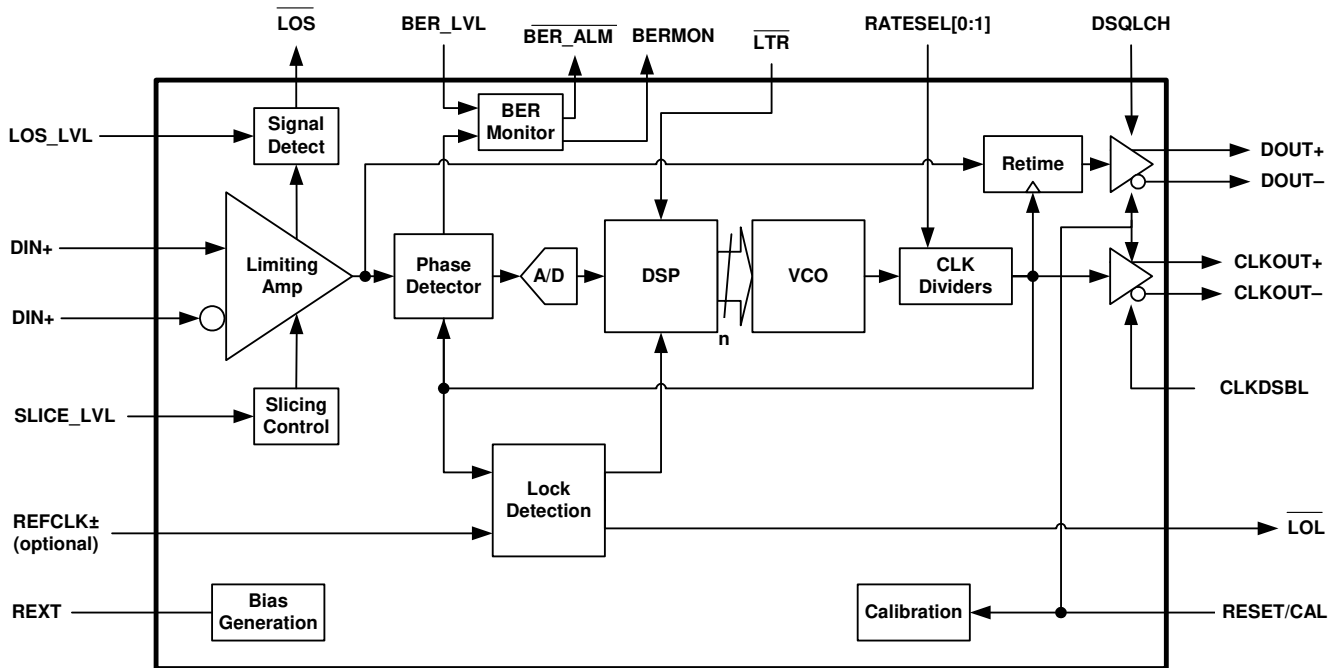 LOS
BER_LVL
BER_ALM
BERMON
LTR
RATESEL[0:1]
DSQLCH
LOS_LVL
Signal
Detect
BER
Monitor
Retime
DOUT+
DOUT–
DIN+
DIN+
Limiting
Amp
Phase
Detector
A/D
DSP
n
VCO
CLK
Dividers
CLKOUT+
CLKOUT–
SLICE_LVL
Slicing
Control
CLKDSBL
Lock
Detection
REFCLK±
(optional)
LOL
REXT
Bias
Generation
Calibration
RESET/CAL